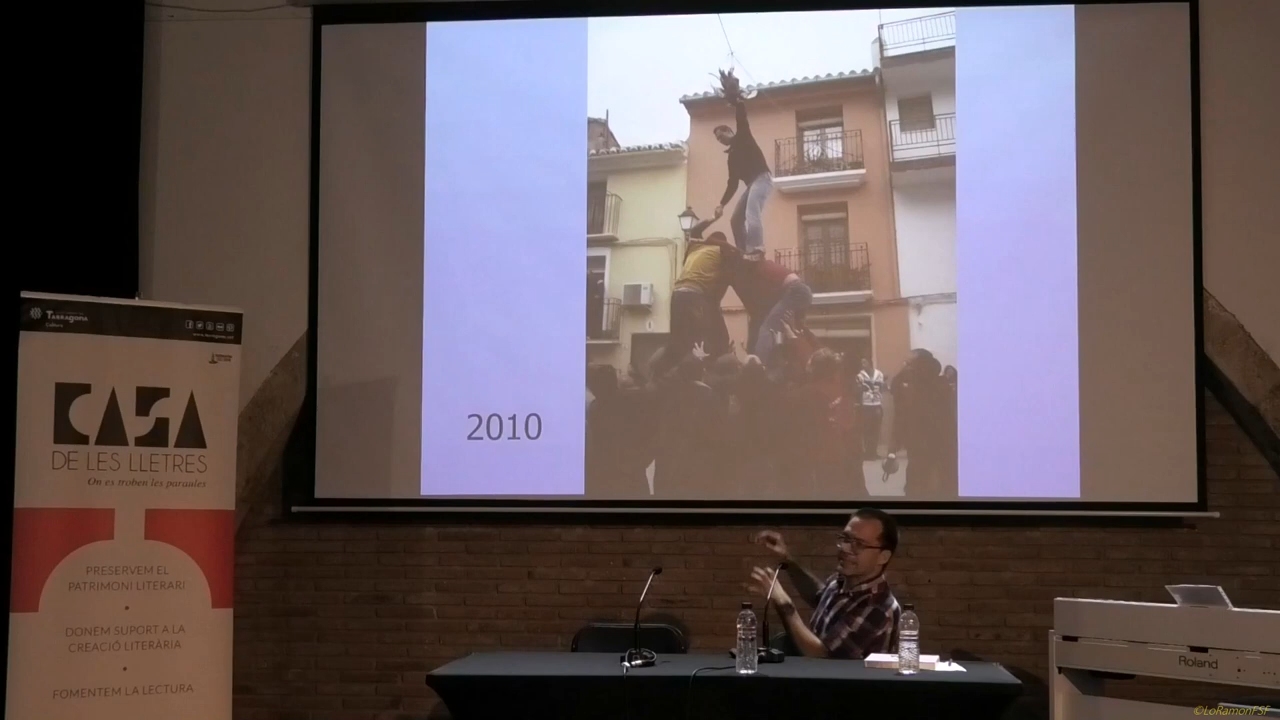 TARRAGONA
Cultura
CASA
DE LES LLETRES
On es troben les paraules
PRESERVEM EL
PATRIMONI LITERARI
•
DONEM SUPORT A LA
CREACIÓ LITERÀRIA
•
FOMENTEM LA LECTURA
2010
Roland
©LoRamonFSF